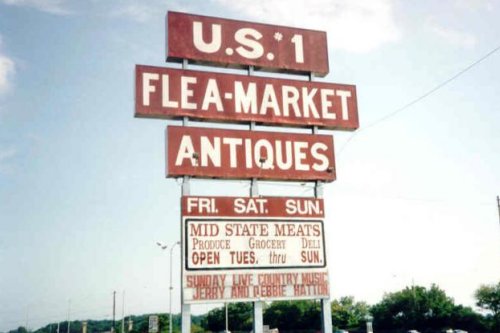 U.S. 1
FLEA-MARKET
ANTIQUES
FRI. SAT. SUN.
MID STATE MEATS
PRODUCE GROCERY DELI
OPEN TUES. thru SUN.
SUNDAY LIVE COUNTRY MUSIC
JERRY AND DEBBIE HATTON